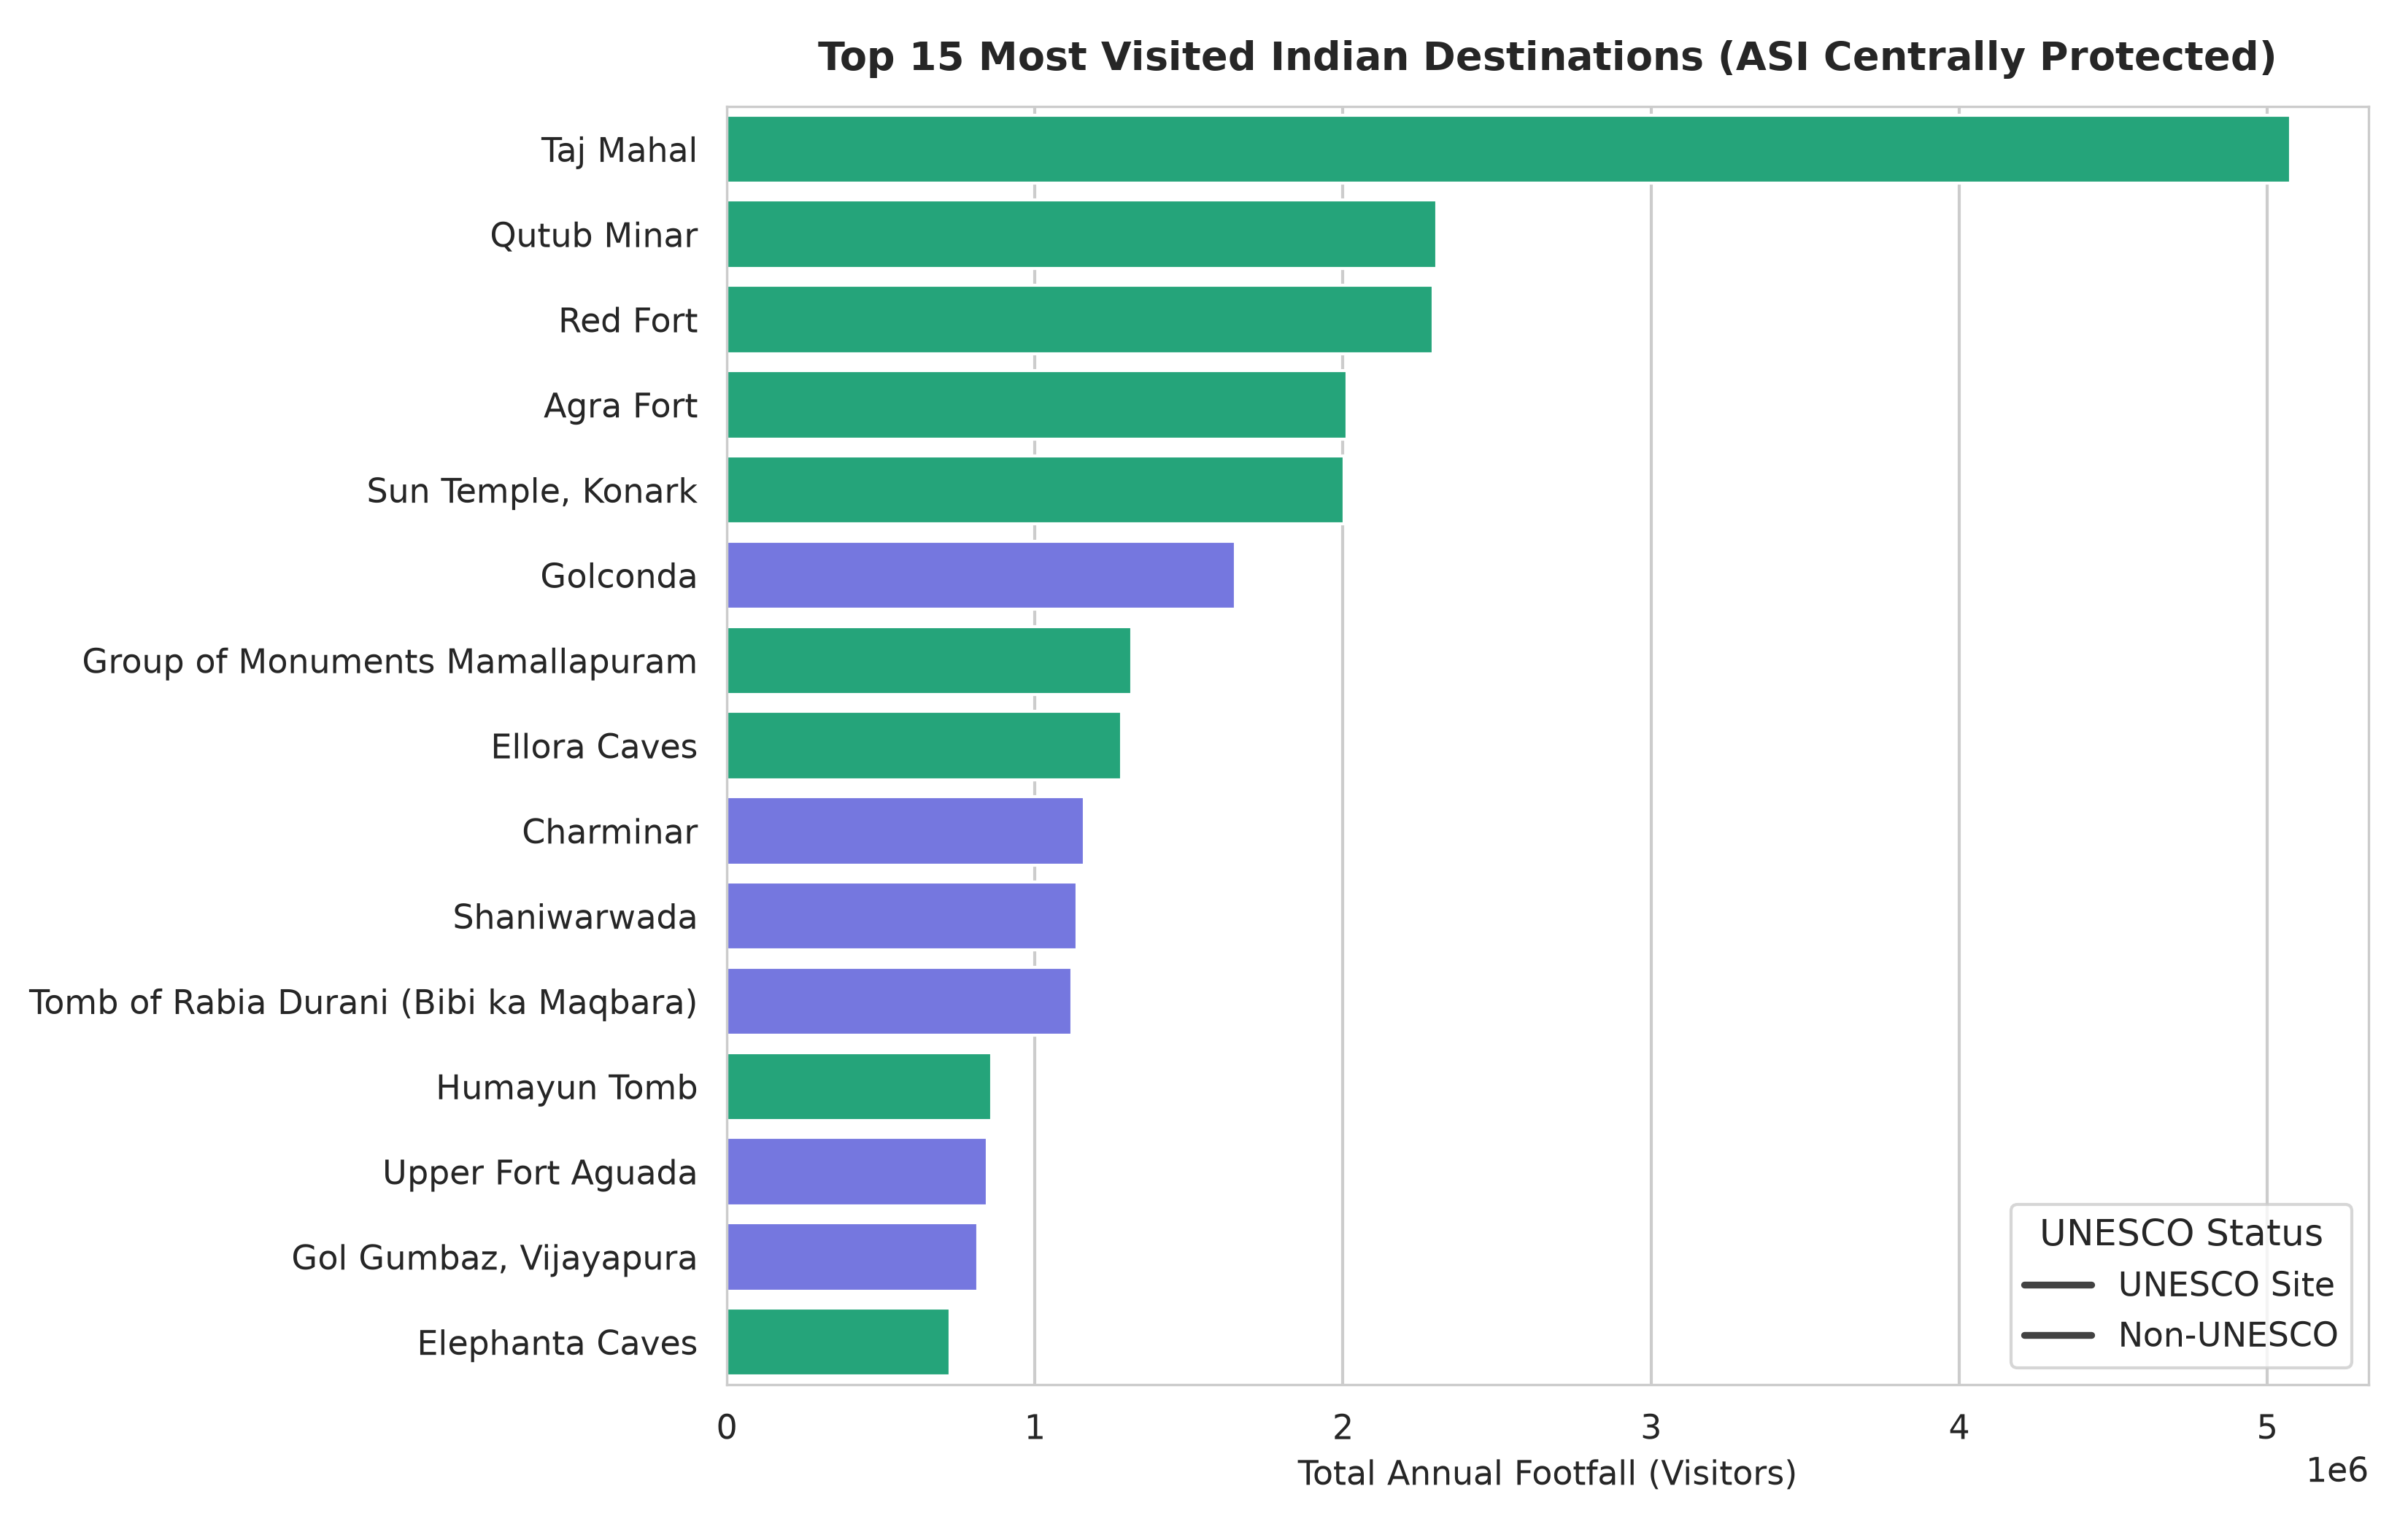 Top 15 Most Visited Indian Destinations (ASI Centrally Protected)
Taj Mahal
Qutub Minar
Red Fort
Agra Fort
Sun Temple, Konark
Golconda
Group of Monuments Mamallapuram
Ellora Caves
Charminar
Shaniwarwada
Tomb of Rabia Durani (Bibi ka Maqbara)
Humayun Tomb
Upper Fort Aguada
Gol Gumbaz, Vijayapura
Elephanta Caves
UNESCO Status
UNESCO Site
Non-UNESCO
0 1 2 3 4 5
Total Annual Footfall (Visitors)
1e6